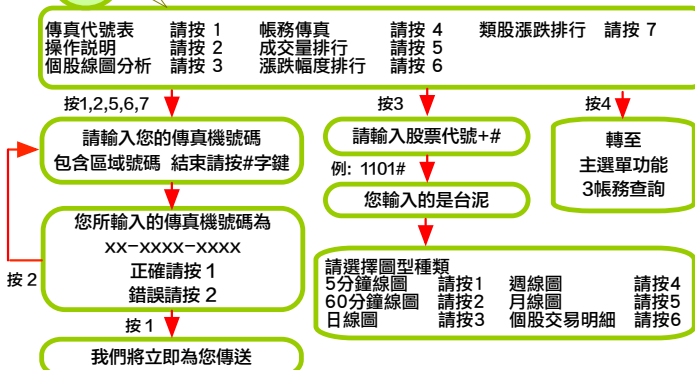 傳真代號表 請按 1 帳務傳真 請按 4 類股漲跌排行 請按 7
操作説明 請按 2 成交量排行 請按 5
個股線圖分析 請按 3 漲跌幅度排行 請按 6
按1,2,5,6,7
按3
按4
請輸入您的傳真機號碼
包含區域號碼 結束請按#字鍵
請輸入股票代號+#
轉至
主選單功能
3帳務查詢
例: 1101#
您輸入的是台泥
您所輸入的傳真機號碼為
xx-xxxx-xxxx
正確請按 1
錯誤請按 2
按 2
請選擇圖型種類
5分鐘線圖 請按1 週線圖 請按4
60分鐘線圖 請按2 月線圖 請按5
日線圖 請按3 個股交易明細 請按6
按 1
我們將立即為您傳送